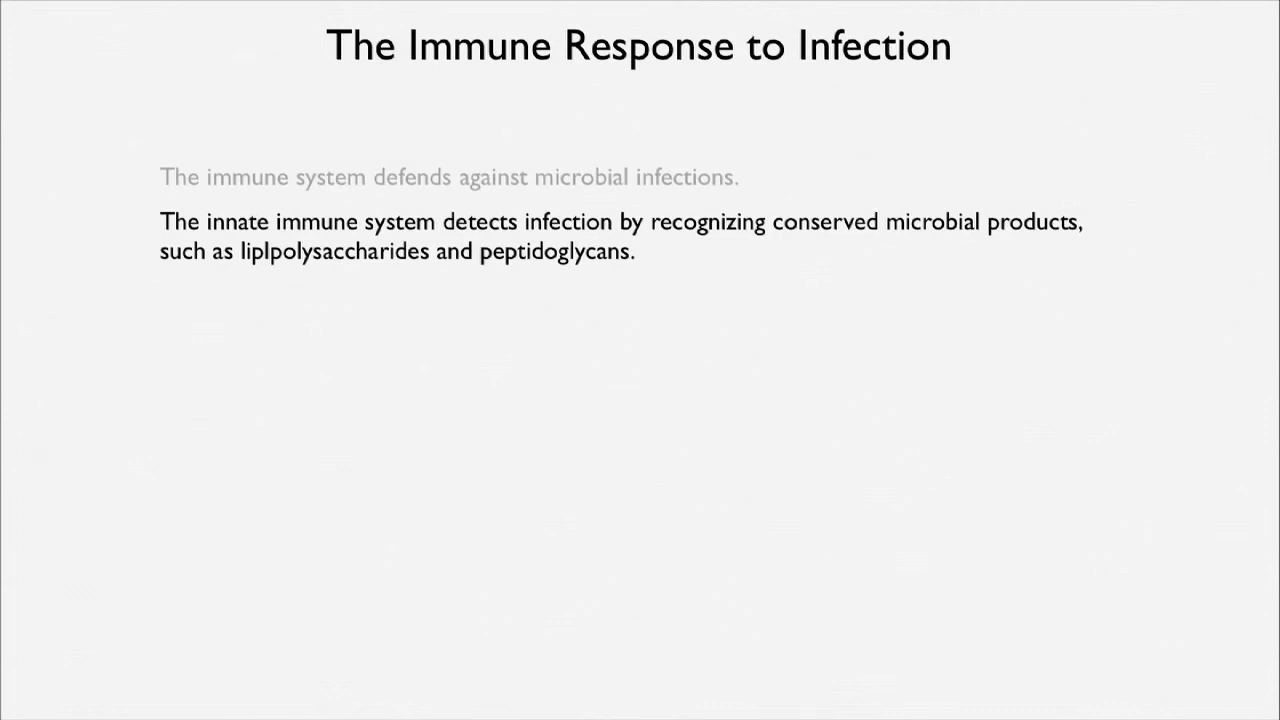 The Immune Response to Infection
The immune system defends against microbial infections.
The innate immune system detects infection by recognizing conserved microbial products,
such as liplpolysaccharides and peptidoglycans.